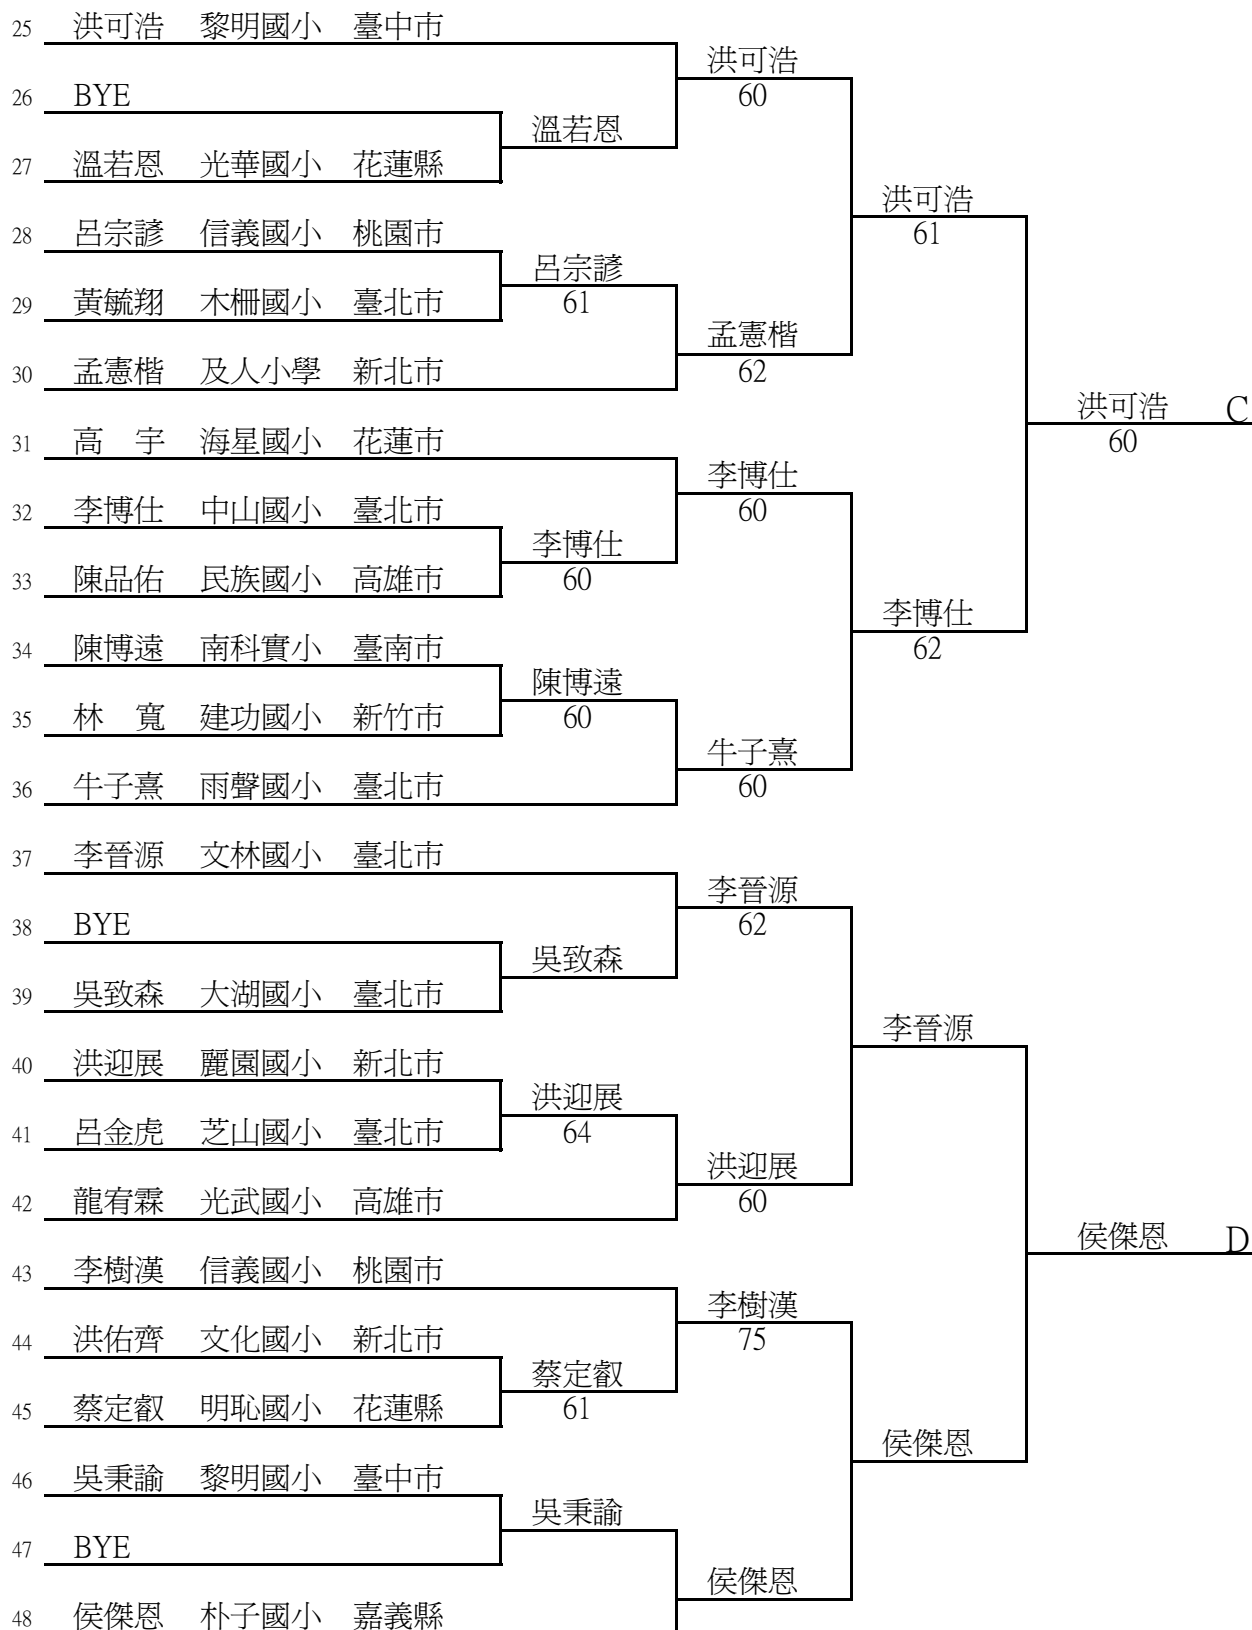 25 洪可浩 黎明國小 臺中市
洪可浩
60
26 BYE
溫若恩
27 溫若恩 光華國小 花蓮縣
洪可浩
61
28 呂宗諺 信義國小 桃園市
呂宗諺
61
29 黃毓翔 木柵國小 臺北市
孟憲楷
62
30 孟憲楷 及人小學 新北市
洪可浩 C
60
31 高 宇 海星國小 花蓮市
李博仕
60
32 李博仕 中山國小 臺北市
李博仕
60
33 陳品佑 民族國小 高雄市
李博仕
62
34 陳博遠 南科實小 臺南市
陳博遠
60
35 林 寬 建功國小 新竹市
牛子熹
60
36 牛子熹 雨聲國小 臺北市
37 李晉源 文林國小 臺北市
李晉源
62
38 BYE
吳致森
39 吳致森 大湖國小 臺北市
李晉源
40 洪迎展 麗園國小 新北市
洪迎展
64
41 呂金虎 芝山國小 臺北市
洪迎展
60
42 龍宥霖 光武國小 高雄市
侯傑恩 D
43 李樹漢 信義國小 桃園市
李樹漢
75
44 洪佑齊 文化國小 新北市
蔡定叡
61
45 蔡定叡 明恥國小 花蓮縣
侯傑恩
46 吳秉諭 黎明國小 臺中市
吳秉諭
47 BYE
侯傑恩
48 侯傑恩 朴子國小 嘉義縣